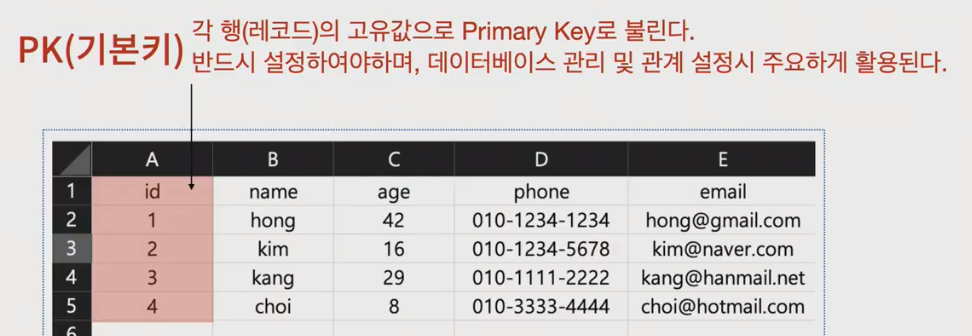 PK(기본키)
각 행(레코드)의 고유값으로 Primary Key로 불린다.
반드시 설정하여야하며, 데이터베이스 관리 및 관계 설정시 주요하게 활용된다.
A B C D E
1 id name age phone email
2 1 hong 42 010-1234-1234 hong@gmail.com
3 2 kim 16 010-1234-5678 kim@naver.com
4 3 kang 29 010-1111-2222 kang@hanmail.net
5 4 choi 8 010-3333-4444 choi@hotmail.com
6